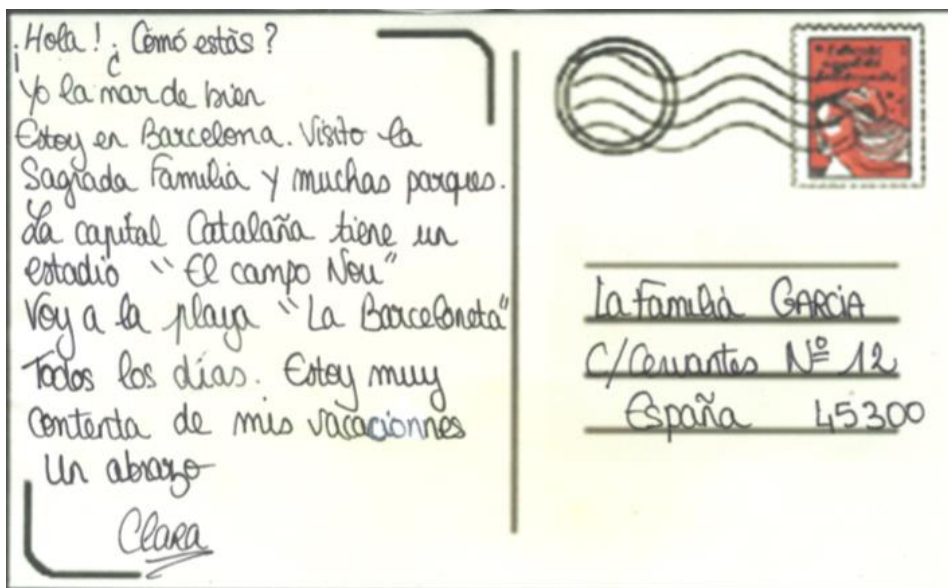 ¡Hola! ¿Cómó estàs?
Yo la mar de bien
Estoy en Barcelona. Visito la
Sagrada Familia y muchas parques.
La capital Catalaña tiene un
estadio "El campo Nou"
Voy a la playa "La Barceloneta"
Todos los días. Estoy muy
contenta de mis vacacionnes
Un abrazo
Clara
La Familia GARCIA
C/Cervantes Nº 12
España 45300